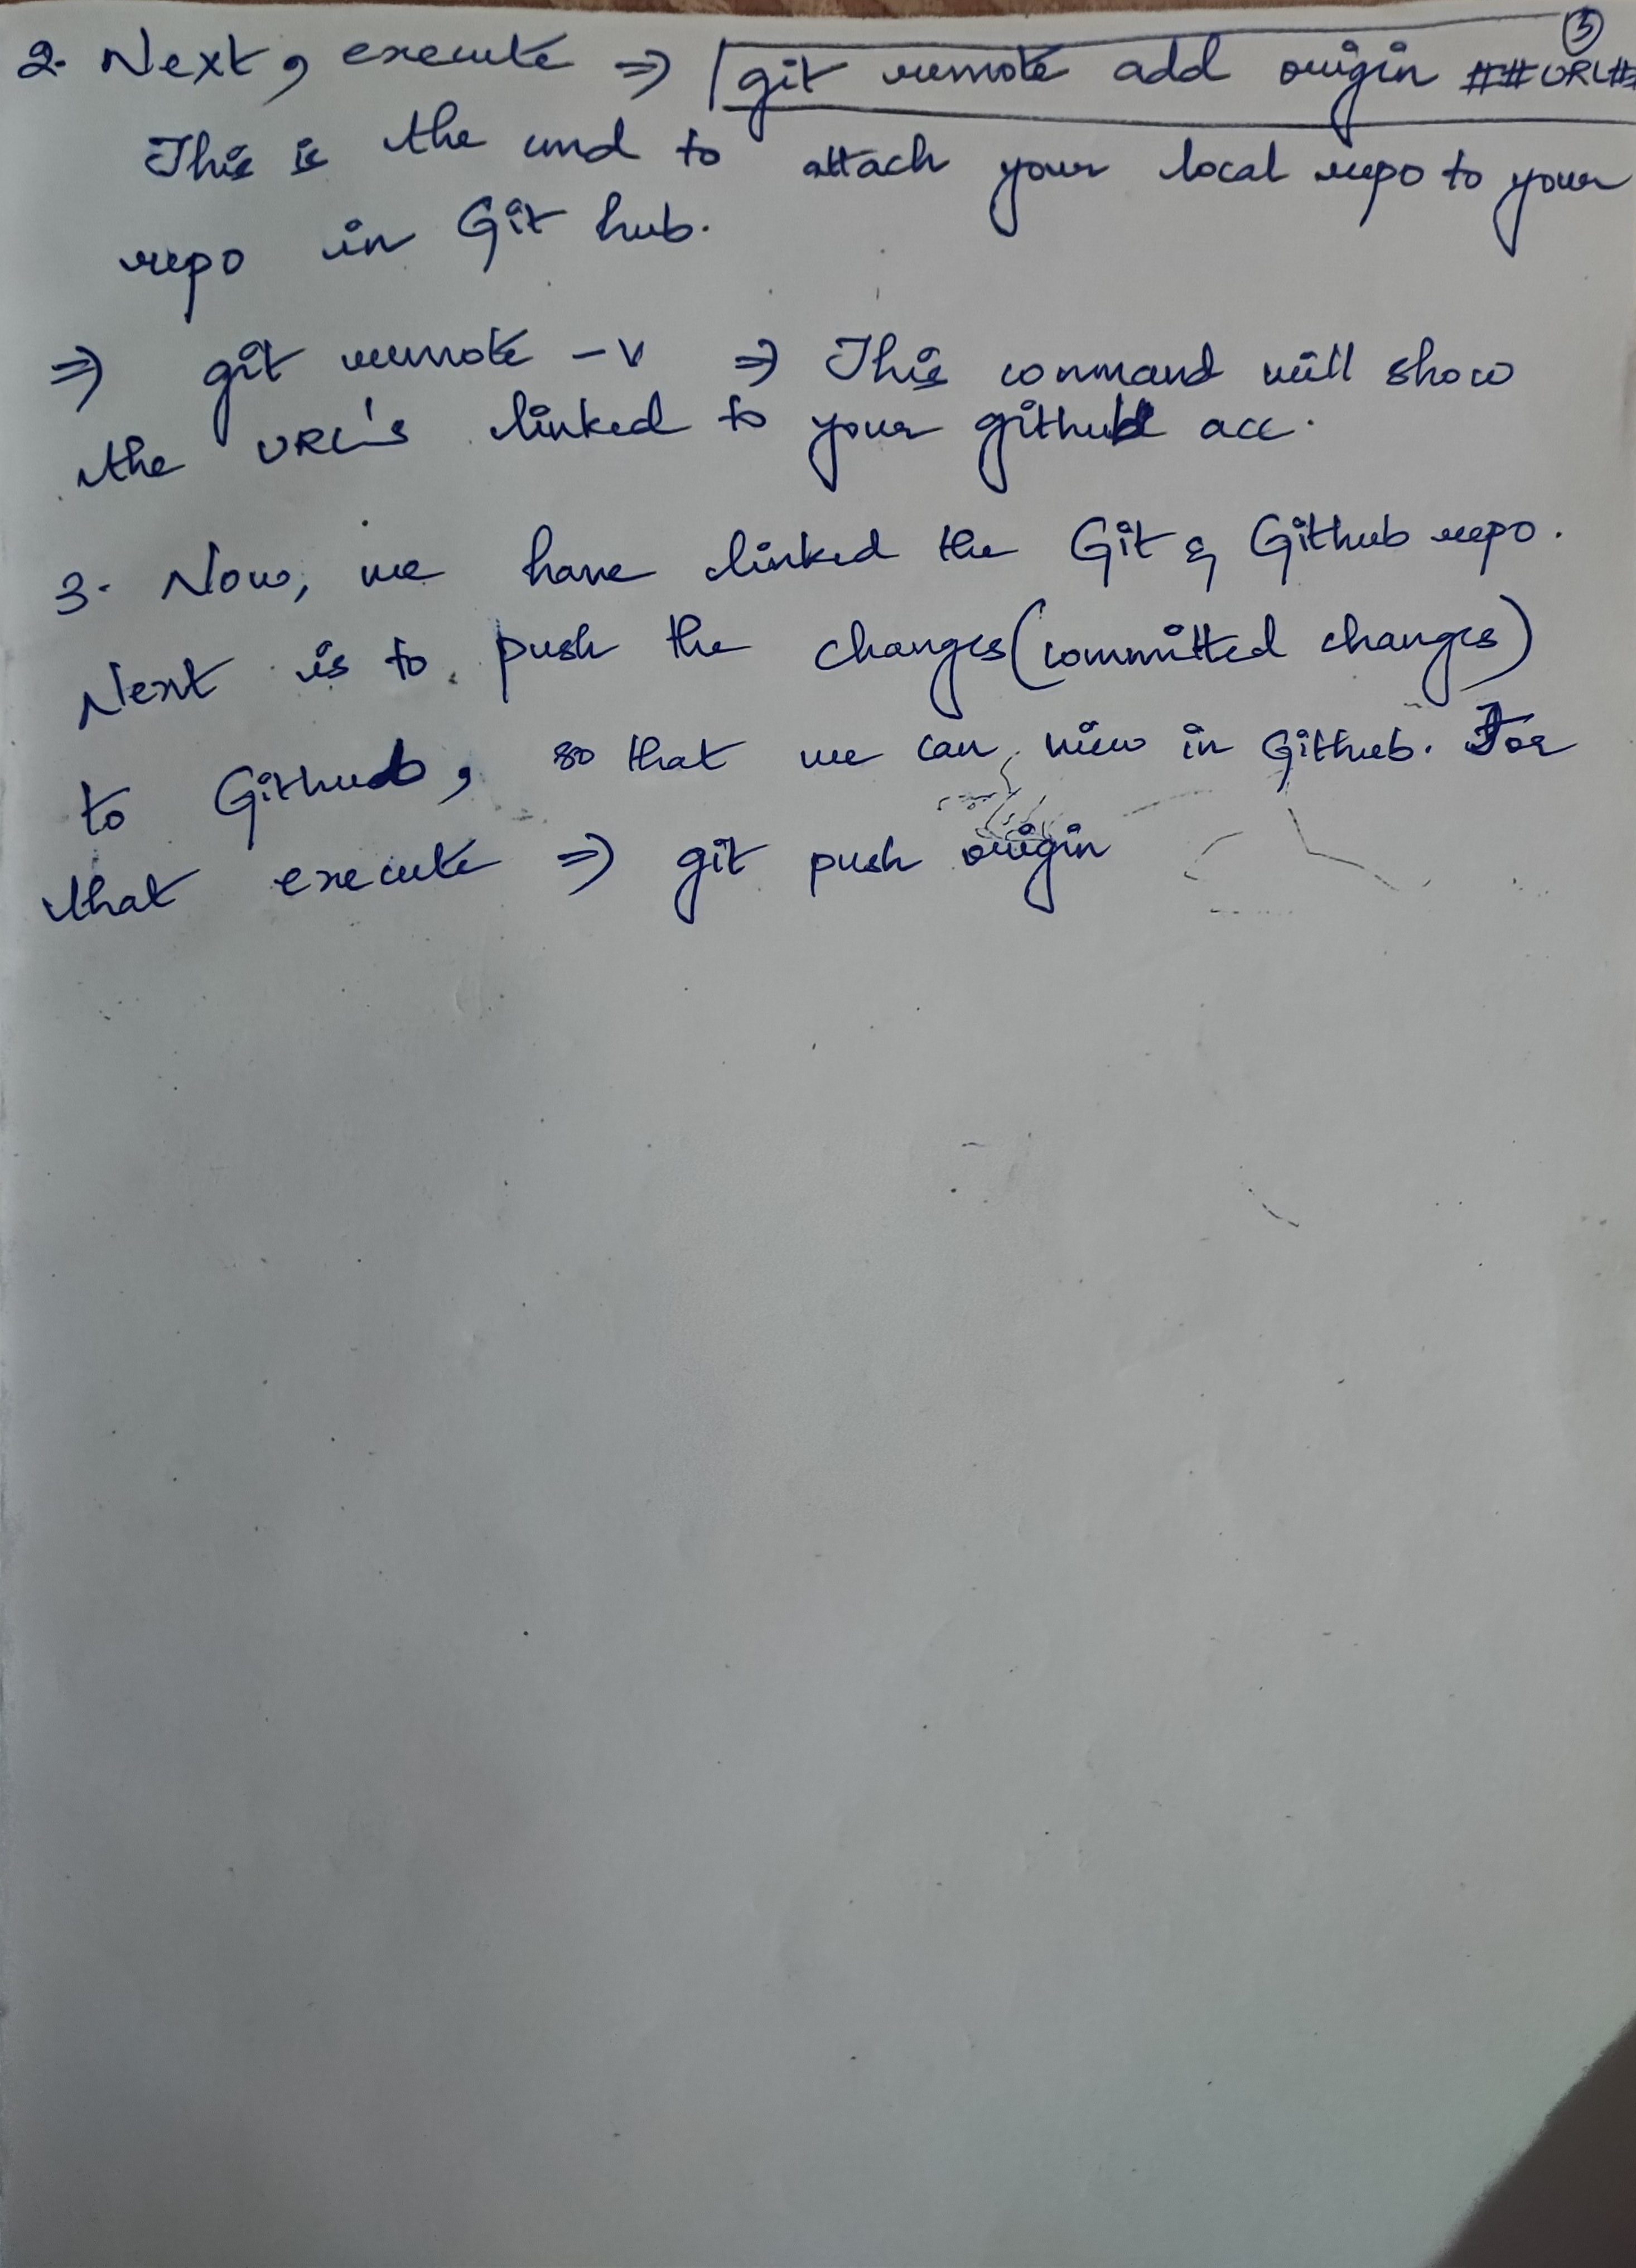 5
2. Next, execute => git remote add origin ##URL##
This is the cmd to attach your local repo to your
repo in Git hub.
=> git remote -v => This command will show
the URL's linked to your github acc.
3. Now, we have linked the Git & Github repo.
Next is to push the changes (committed changes)
to Github, so that we can view in Github. For
that execute => git push origin